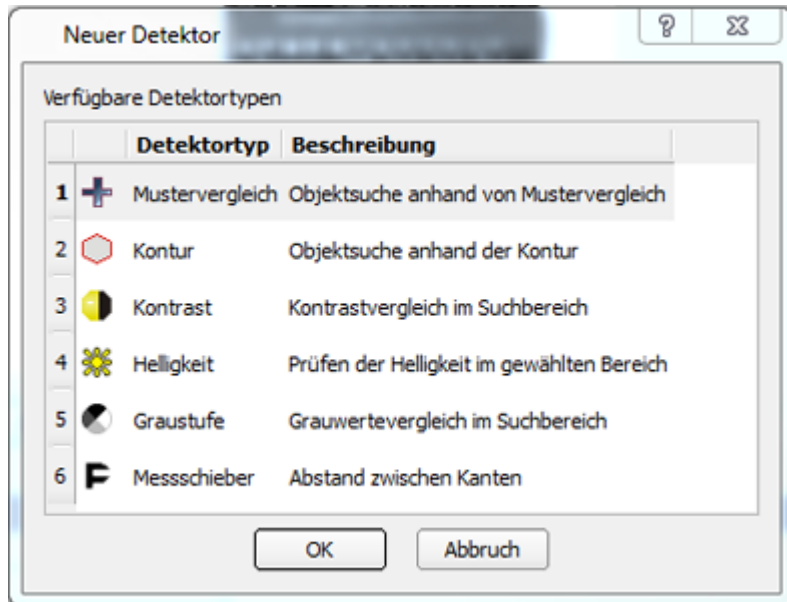 Neuer Detektor
Verfügbare Detektortypen
Detektortyp Beschreibung
1 Mustervergleich Objektsuche anhand von Mustervergleich
2 Kontur Objektsuche anhand der Kontur
3 Kontrast Kontrastvergleich im Suchbereich
4 Helligkeit Prüfen der Helligkeit im gewählten Bereich
5 Graustufe Grauwertevergleich im Suchbereich
6 Messschieber Abstand zwischen Kanten
OK Abbruch